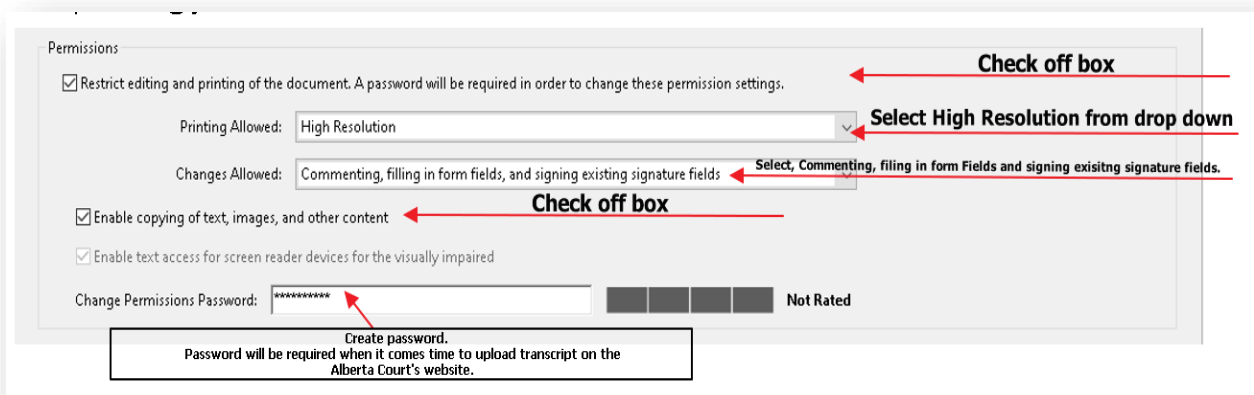 Permissions
Check off box
Restrict editing and printing of the document. A password will be required in order to change these permission settings.
Select High Resolution from drop down
Printing Allowed: High Resolution
Select, Commenting, filing in form Fields and signing exisitng signature fields.
Changes Allowed: Commenting, filling in form fields, and signing existing signature fields
Check off box
Enable copying of text, images, and other content
Enable text access for screen reader devices for the visually impaired
Change Permissions Password: ********** Not Rated
Create password.
Password will be required when it comes time to upload transcript on the
Alberta Court's website.